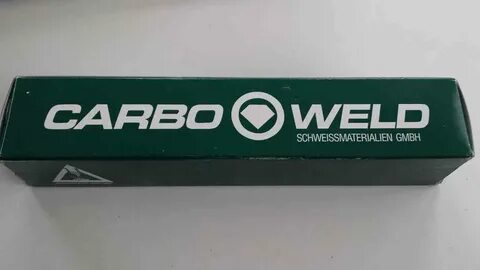 CARBO WELD
SCHWEISSMATERIALIEN GMBH